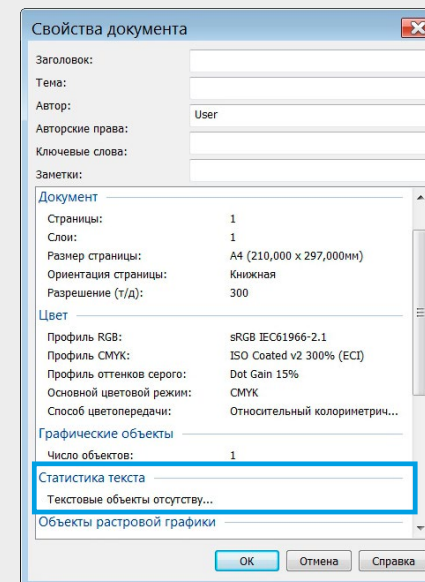 Свойства документа
Заголовок:
Тема:
Автор: User
Авторские права:
Ключевые слова:
Заметки:
Документ
Страницы: 1
Слои: 1
Размер страницы: A4 (210,000 x 297,000мм)
Ориентация страницы: Книжная
Разрешение (т/д): 300
Цвет
Профиль RGB: sRGB IEC61966-2.1
Профиль CMYK: ISO Coated v2 300% (ECI)
Профиль оттенков серого: Dot Gain 15%
Основной цветовой режим: CMYK
Способ цветопередачи: Относительный колориметрич...
Графические объекты
Число объектов: 1
Статистика текста
Текстовые объекты отсутству...
Объекты растровой графики
ОК Отмена Справка